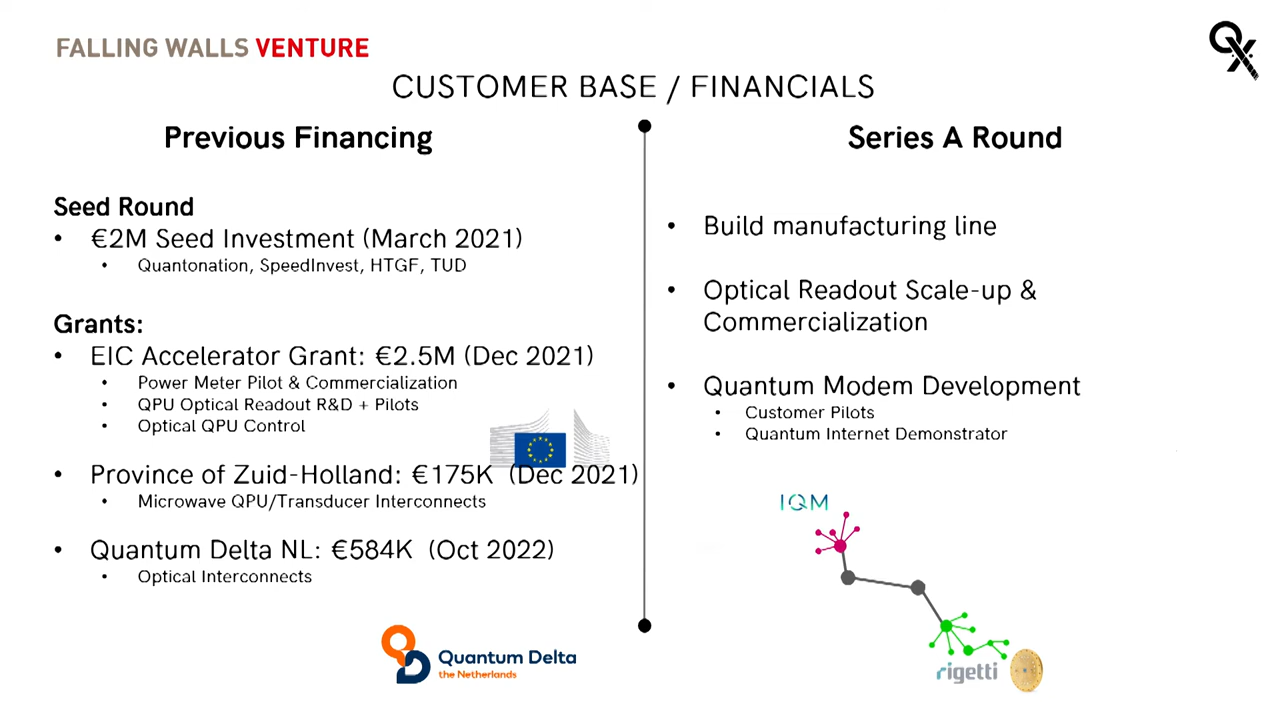 FALLING WALLS VENTURE
QX
CUSTOMER BASE / FINANCIALS
Previous Financing
Seed Round
• €2M Seed Investment (March 2021)
• Quantonation, SpeedInvest, HTGF, TUD
Grants:
• EIC Accelerator Grant: €2.5M (Dec 2021)
• Power Meter Pilot & Commercialization
• QPU Optical Readout R&D + Pilots
• Optical QPU Control
• Province of Zuid-Holland: €175K (Dec 2021)
• Microwave QPU/Transducer Interconnects
• Quantum Delta NL: €584K (Oct 2022)
• Optical Interconnects
Quantum Delta
the Netherlands
Series A Round
• Build manufacturing line
• Optical Readout Scale-up &
Commercialization
• Quantum Modem Development
• Customer Pilots
• Quantum Internet Demonstrator
IQM
rigetti